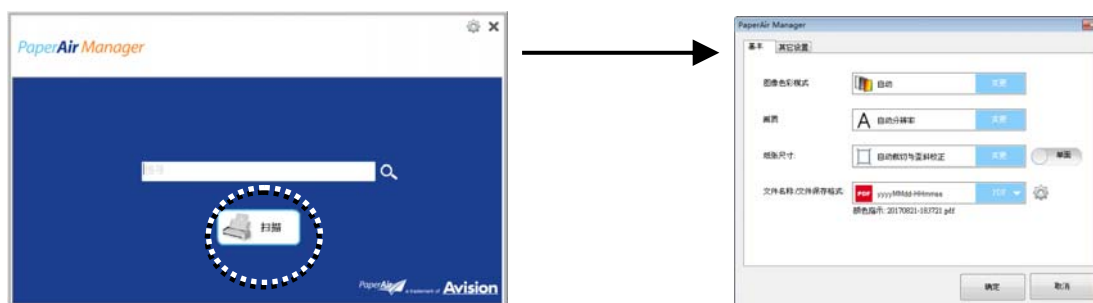 PaperAir Manager
扫描
PaperAir a trademark of Avision
PaperAir Manager
基本 其它设置
图像色彩模式 自动 变更
画质 自动分辨率 变更
纸张尺寸: 自动裁切与歪斜校正 变更 单面
文件名称/文件保存格式 PDF yyyyMMdd-HHmmss PDF
颜色指示: 20170821-183721 pdf
确定 取消